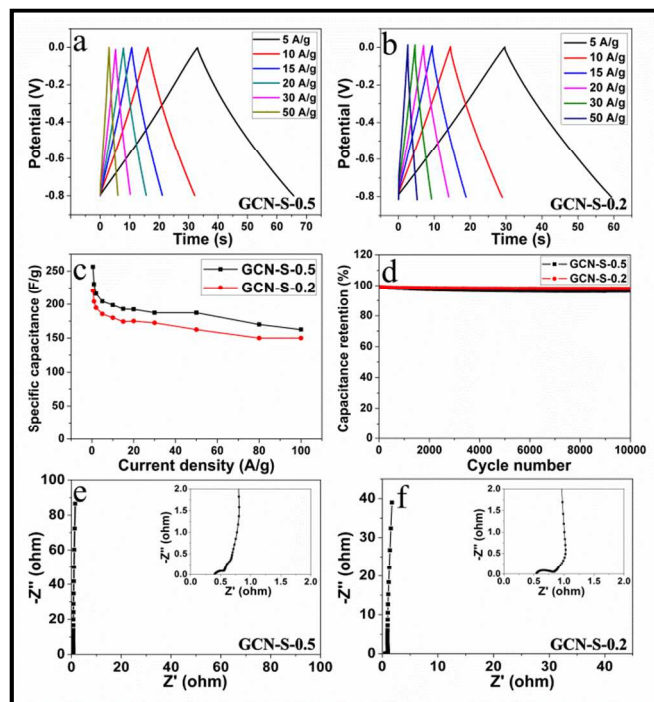 a
5 A/g
10 A/g
15 A/g
20 A/g
30 A/g
50 A/g
0.0
-0.2
-0.4
-0.6
-0.8
Potential (V)
0 10 20 30 40 50 60 70
Time (s)
GCN-S-0.5
b
5 A/g
10 A/g
15 A/g
20 A/g
30 A/g
50 A/g
0.0
-0.2
-0.4
-0.6
-0.8
Potential (V)
0 10 20 30 40 50 60
Time (s)
GCN-S-0.2
c
GCN-S-0.5
GCN-S-0.2
250
200
150
100
50
0
Specific capacitance (F/g)
0 20 40 60 80 100
Current density (A/g)
d
GCN-S-0.5
GCN-S-0.2
120
100
80
60
40
20
0
Capacitance retention (%)
0 2000 4000 6000 8000 10000
Cycle number
e
100
80
60
40
20
0
-Z'' (ohm)
0 20 40 60 80 100
Z' (ohm)
2.0
1.5
1.0
0.5
0.0
-Z'' (ohm)
0.0 0.4 0.8 1.2 1.6 2.0
Z' (ohm)
GCN-S-0.5
f
40
30
20
10
0
-Z'' (ohm)
0 10 20 30 40
Z' (ohm)
2.0
1.5
1.0
0.5
0.0
-Z'' (ohm)
0.0 0.5 1.0 1.5 2.0
Z' (ohm)
GCN-S-0.2